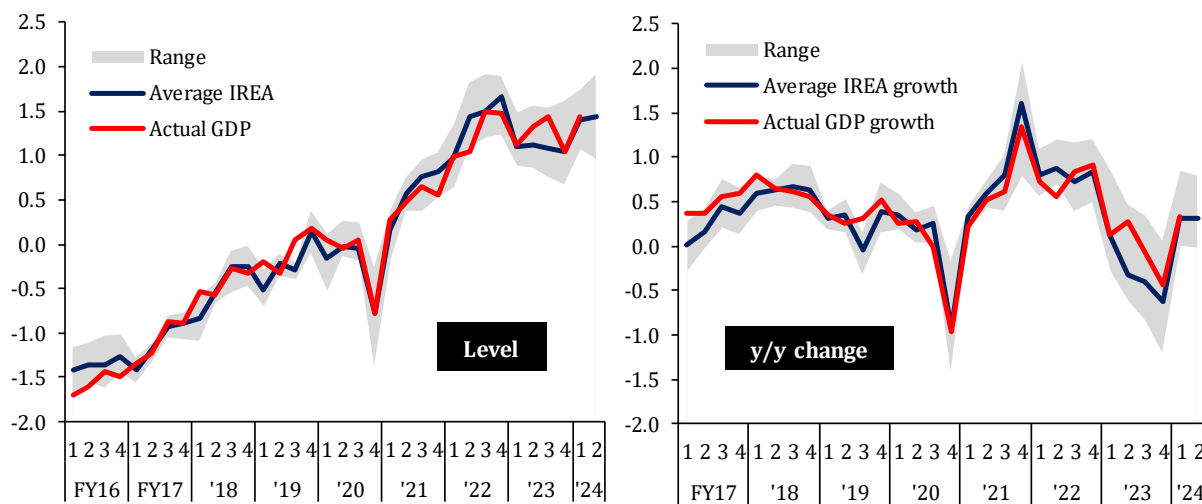 2.5
2.0
1.5
1.0
0.5
0.0
-0.5
-1.0
-1.5
-2.0
Range
Average IREA
Actual GDP
Level
1 2 3 4 1 2 3 4 1 2 3 4 1 2 3 4 1 2 3 4 1 2 3 4 1 2 3 4 1 2 3 4 1 2
FY16 FY17 '18 '19 '20 '21 '22 '23 '24
2.5
2.0
1.5
1.0
0.5
0.0
-0.5
-1.0
-1.5
-2.0
Range
Average IREA growth
Actual GDP growth
y/y change
1 2 3 4 1 2 3 4 1 2 3 4 1 2 3 4 1 2 3 4 1 2 3 4 1 2 3 4 1 2
FY17 '18 '19 '20 '21 '22 '23 '24